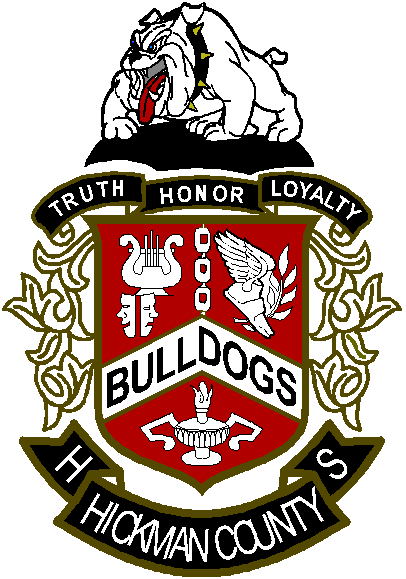 TRUTH HONOR LOYALTY
BULLDOGS
H S
HICKMAN COUNTY